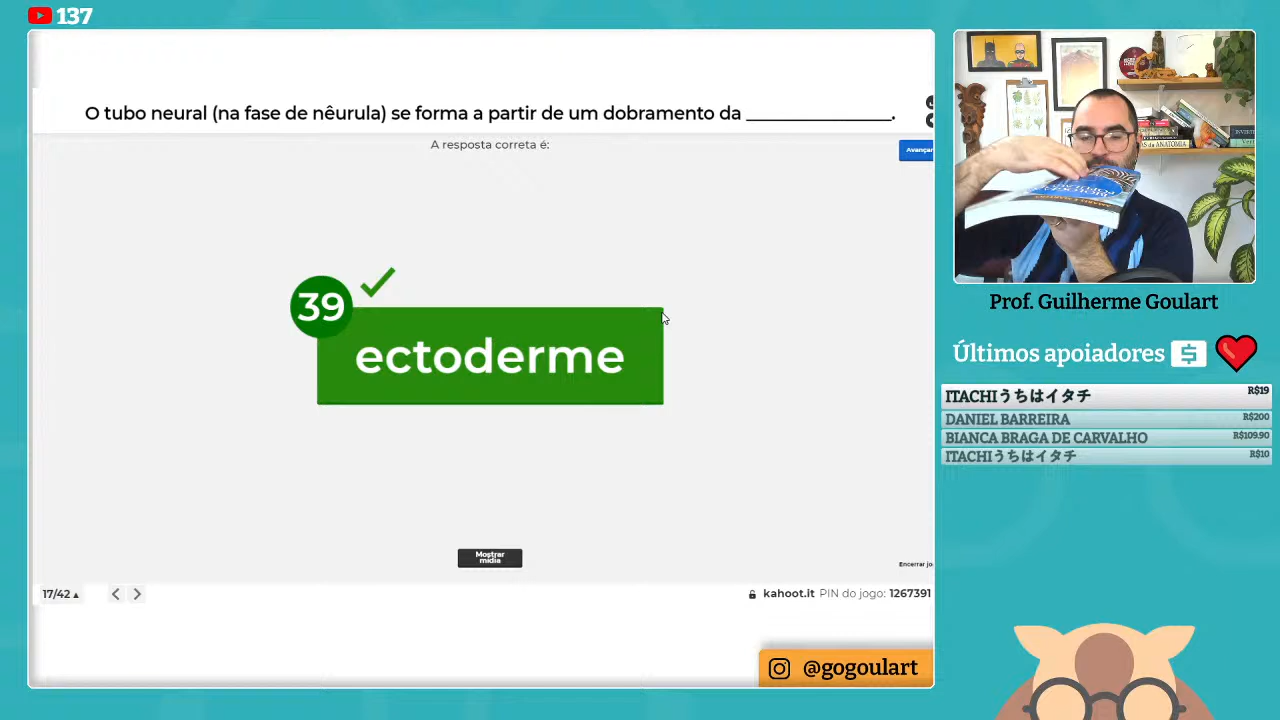 137
O tubo neural (na fase de nêurula) se forma a partir de um dobramento da _______________.
A resposta correta é:
Avançar
39
ectoderme
Mostrar
mídia
Encerrar jo
17/42
kahoot.it PIN do jogo: 1267391
@gogoulart
Prof. Guilherme Goulart
Últimos apoiadores
ITACHIうちはイタチ R$19
DANIEL BARREIRA R$200
BIANCA BRAGA DE CARVALHO R$109.90
ITACHIうちはイタチ R$10